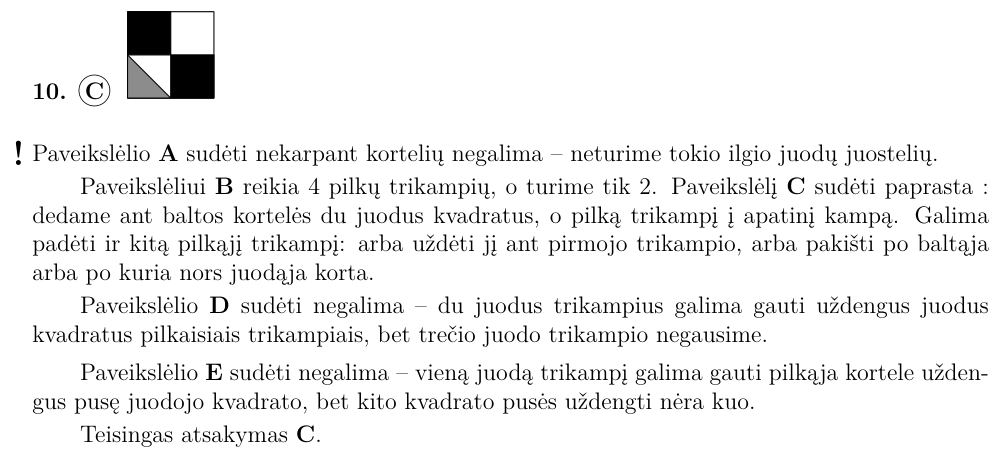 10. C
! Paveikslėlio A sudėti nekarpant kortelių negalima – neturime tokio ilgio juodų juostelių.
Paveikslėliui B reikia 4 pilkų trikampių, o turime tik 2. Paveikslėlį C sudėti paprasta :
dedame ant baltos kortelės du juodus kvadratus, o pilką trikampį į apatinį kampą. Galima
padėti ir kitą pilkąjį trikampį: arba uždėti jį ant pirmojo trikampio, arba pakišti po baltąja
arba po kuria nors juodąja korta.
Paveikslėlio D sudėti negalima – du juodus trikampius galima gauti uždengus juodus
kvadratus pilkaisiais trikampiais, bet trečio juodo trikampio negausime.
Paveikslėlio E sudėti negalima – vieną juodą trikampį galima gauti pilkąja kortele užden-
gus pusę juodojo kvadrato, bet kito kvadrato pusės uždengti nėra kuo.
Teisingas atsakymas C.